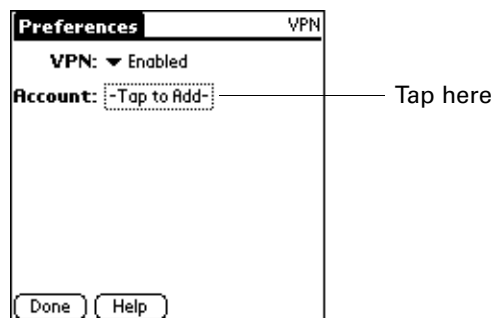 Preferences VPN
VPN: Enabled
Account: -Tap to Add- Tap here
Done Help